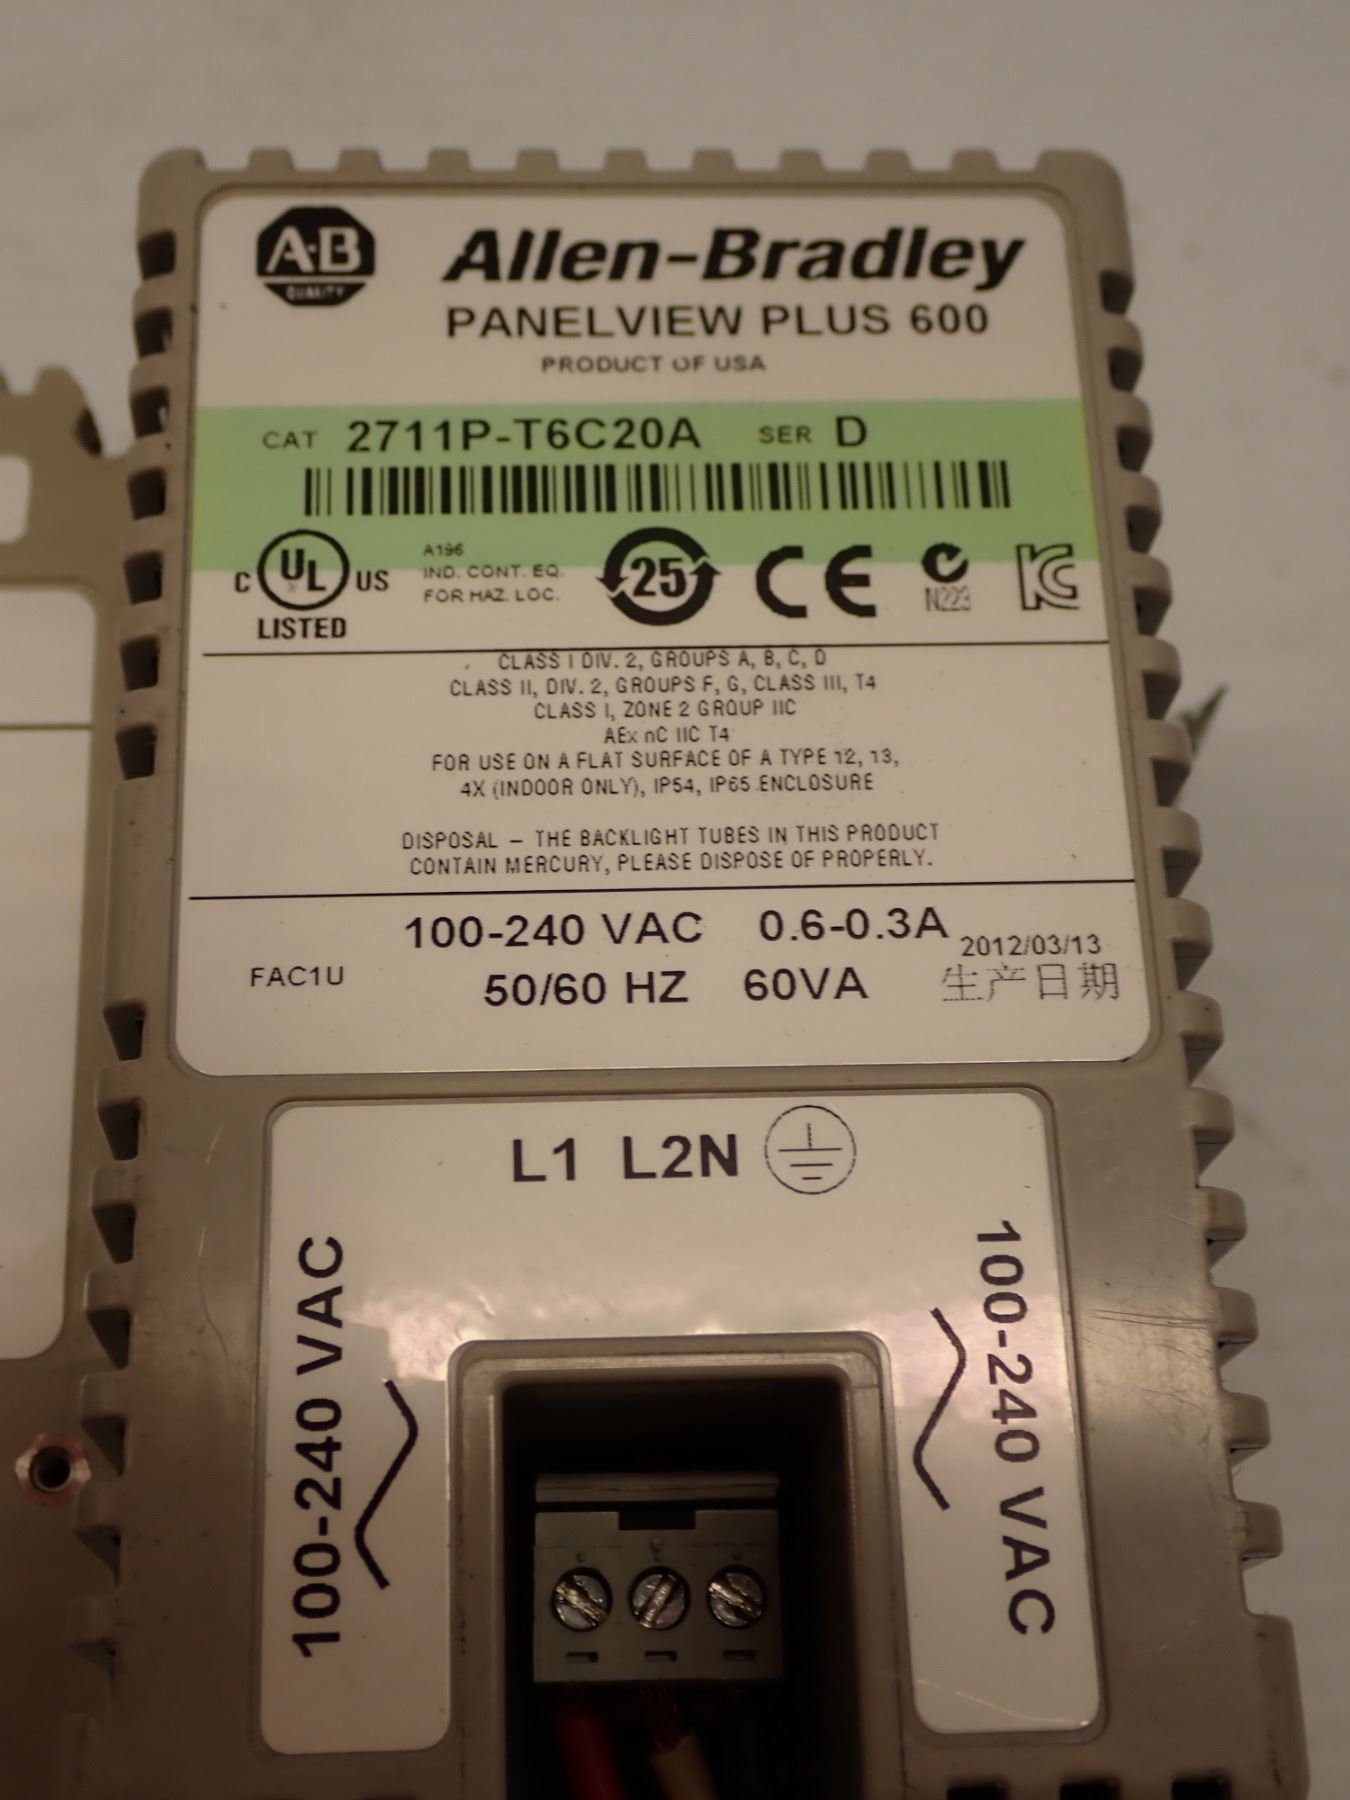 A-B
QUALITY
Allen-Bradley
PANELVIEW PLUS 600
PRODUCT OF USA
CAT 2711P-T6C20A SER D
C UL US
LISTED
A196
IND. CONT. EQ.
FOR HAZ. LOC.
25
CE
N223
KC
CLASS I DIV. 2, GROUPS A, B, C, D
CLASS II, DIV. 2, GROUPS F, G, CLASS III, T4
CLASS I, ZONE 2 GROUP IIC
AEx nC IIC T4
FOR USE ON A FLAT SURFACE OF A TYPE 12, 13,
4X (INDOOR ONLY), IP54, IP65 ENCLOSURE
DISPOSAL – THE BACKLIGHT TUBES IN THIS PRODUCT
CONTAIN MERCURY, PLEASE DISPOSE OF PROPERLY.
FAC1U
100-240 VAC 0.6-0.3A
50/60 HZ 60VA
2012/03/13
生产日期
L1 L2N
100-240 VAC
100-240 VAC